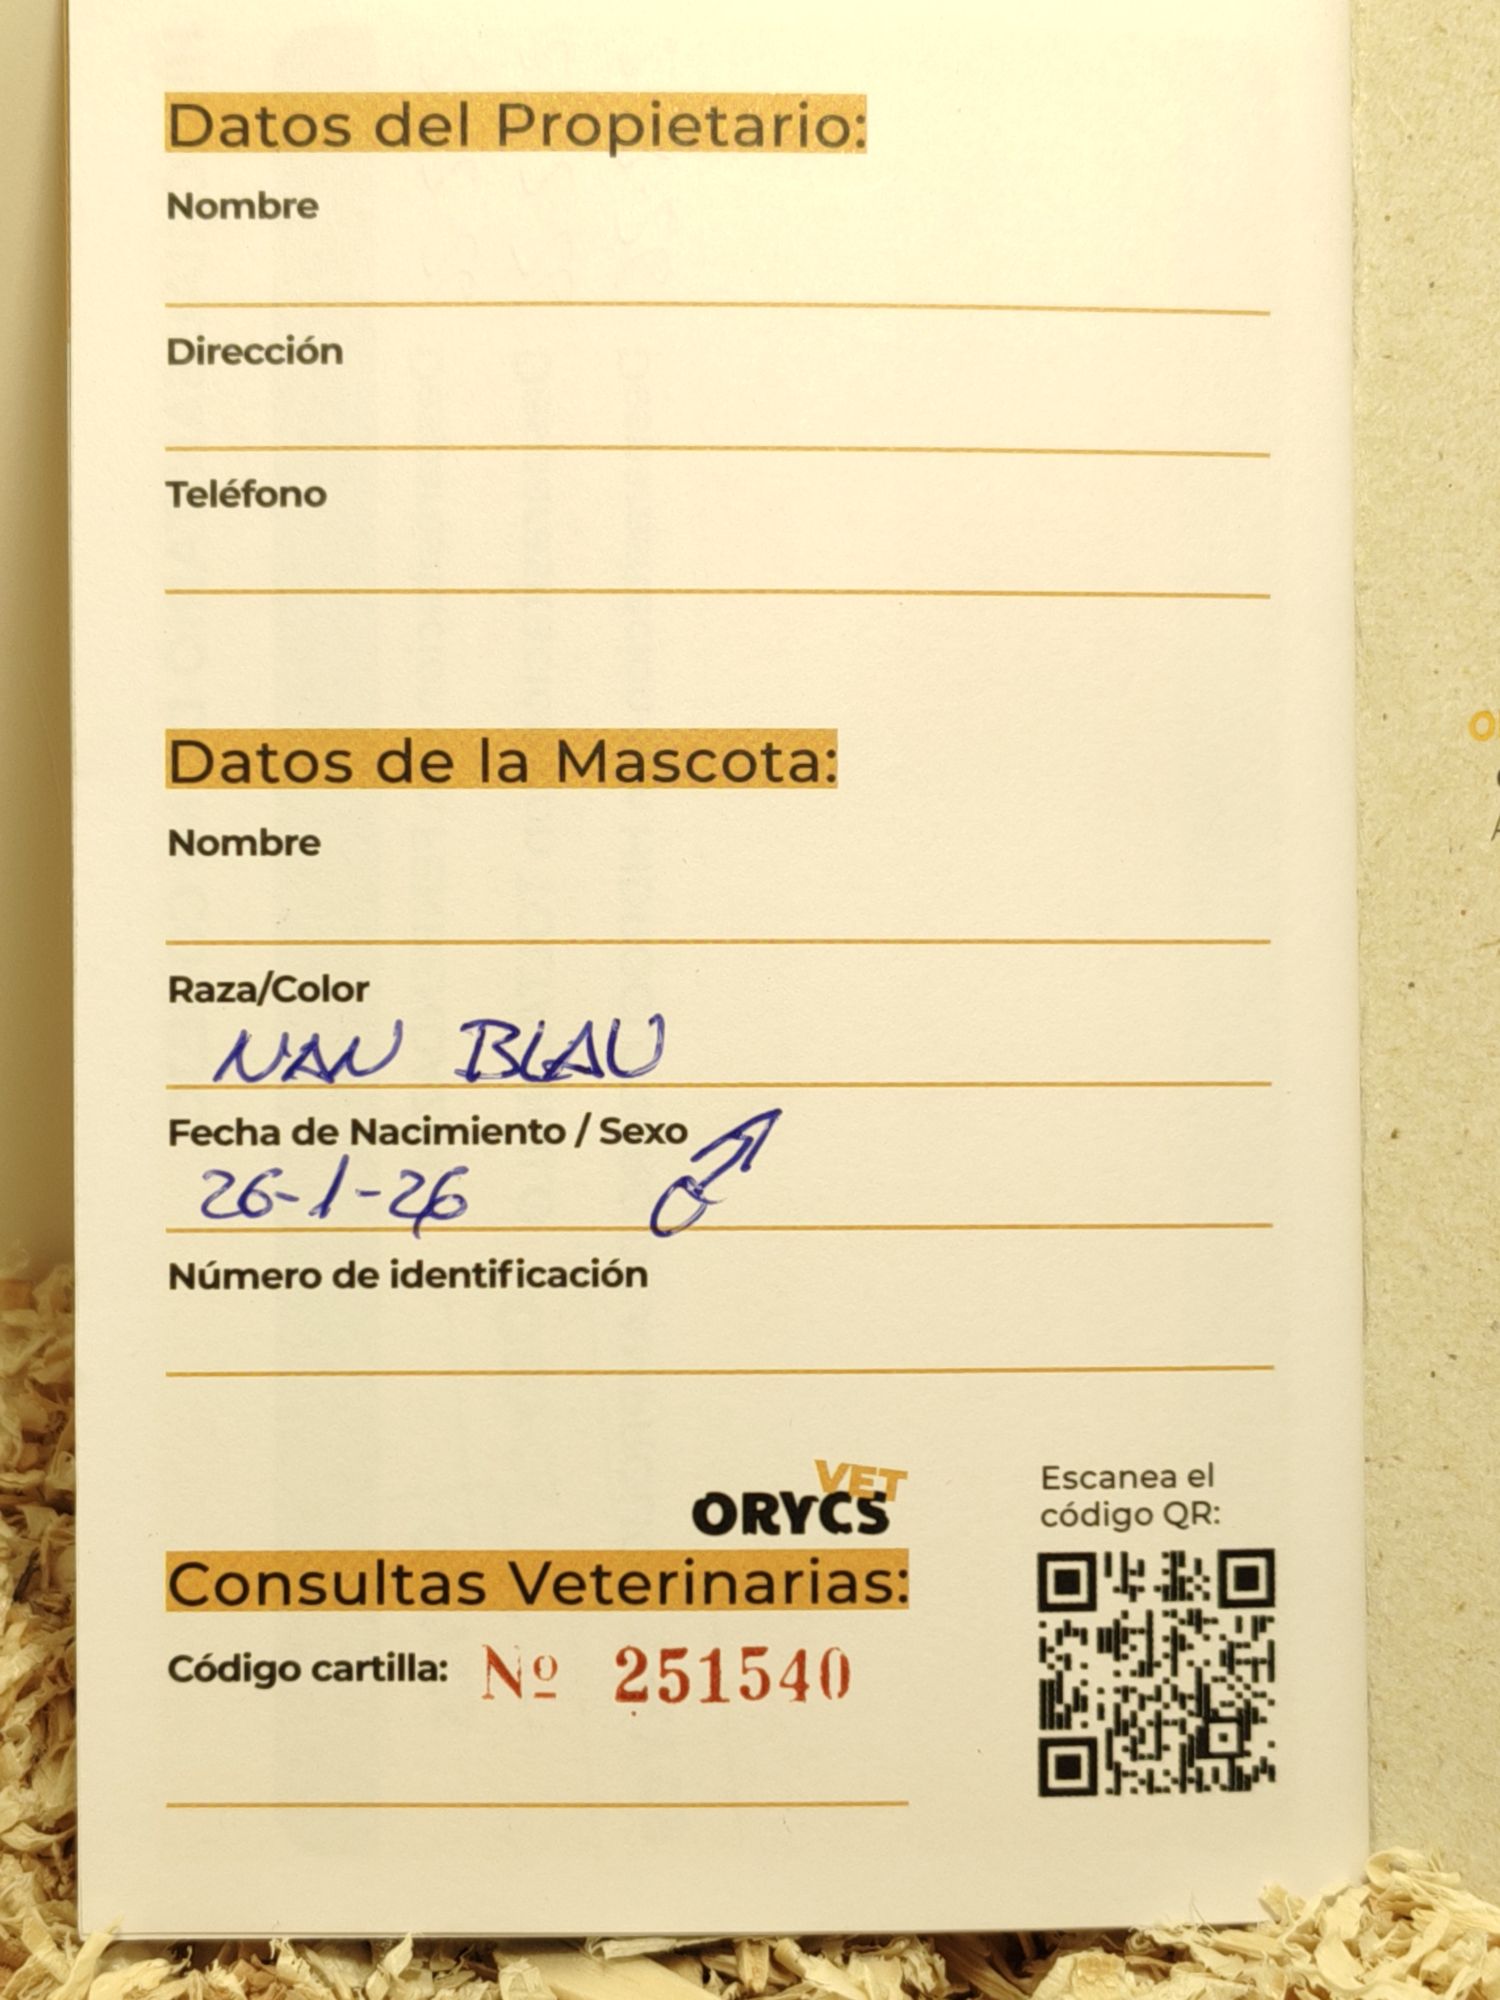 Datos del Propietario:
Nombre
Dirección
Teléfono
Datos de la Mascota:
Nombre
Raza/Color
NAN BLAU
Fecha de Nacimiento / Sexo
26-1-26 ♂
Número de identificación
ORYCS VET
Escanea el
código QR:
Consultas Veterinarias:
Código cartilla: Nº 251540